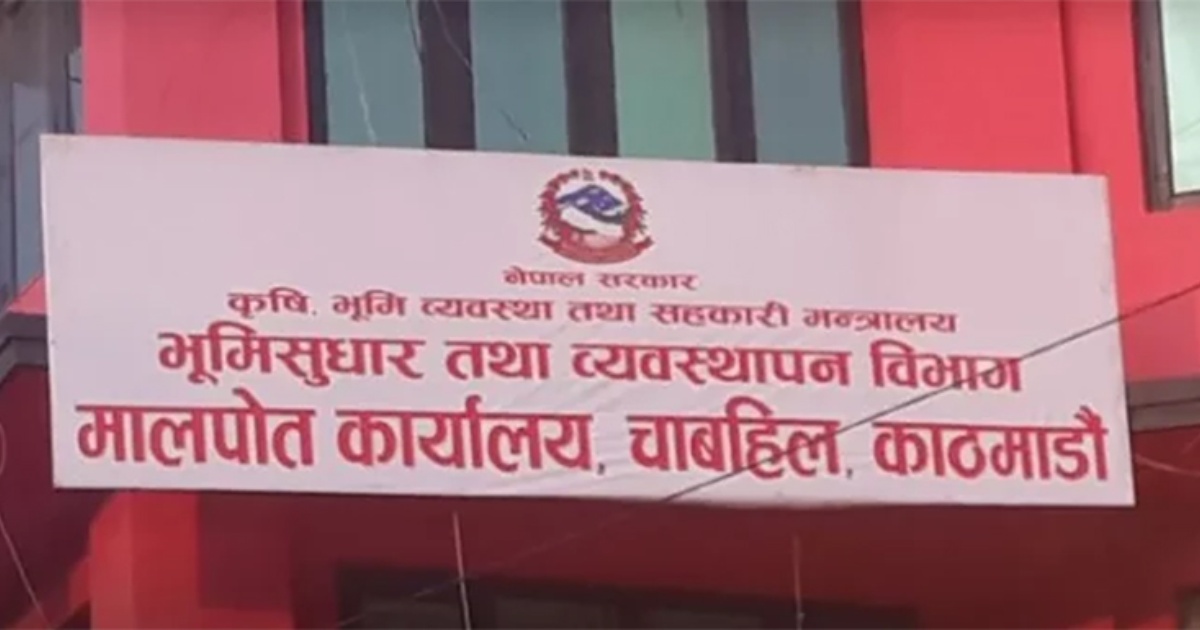 नेपाल सरकार
कृषि, भूमि व्यवस्था तथा सहकारी मन्त्रालय
भूमिसुधार तथा व्यवस्थापन विभाग
मालपोत कार्यालय, चाबहिल, काठमाडौ